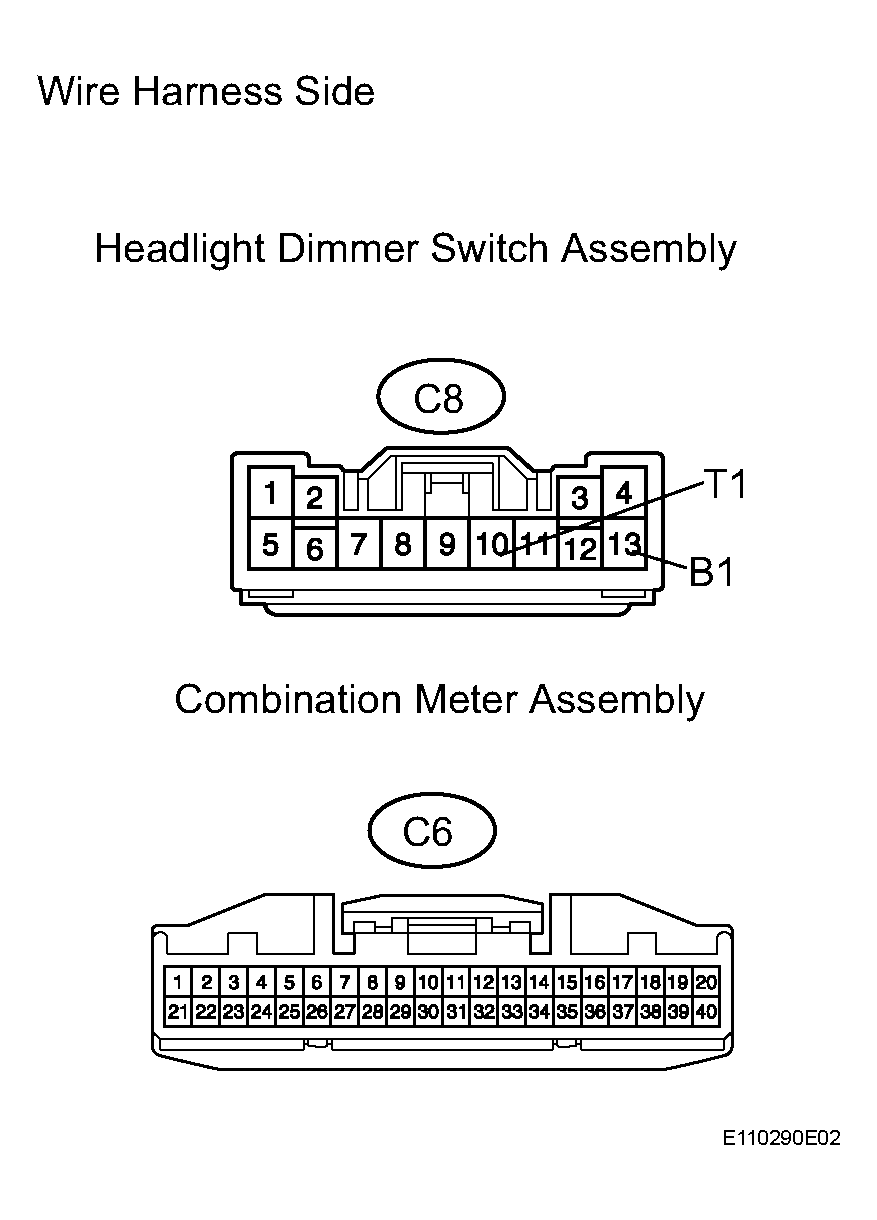 Wire Harness Side
Headlight Dimmer Switch Assembly
C8
1 2 3 4
T1
5 6 7 8 9 10 11 12 13
B1
Combination Meter Assembly
C6
1 2 3 4 5 6 7 8 9 10 11 12 13 14 15 16 17 18 19 20
21 22 23 24 25 26 27 28 29 30 31 32 33 34 35 36 37 38 39 40
E110290E02